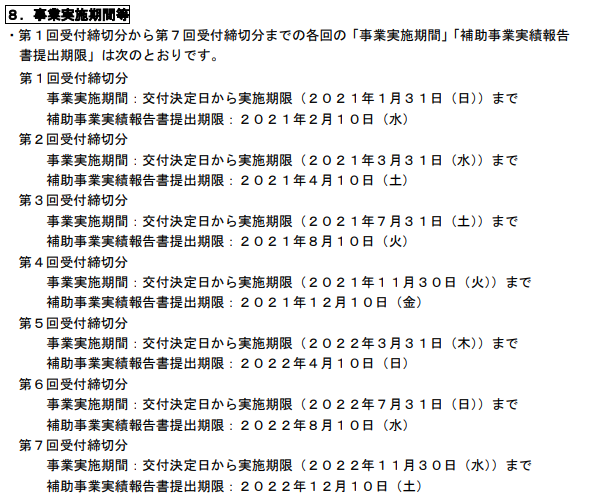 ８．事業実施期間等
・第１回受付締切分から第７回受付締切分までの各回の「事業実施期間」「補助事業実績報告
書提出期限」は次のとおりです。
第１回受付締切分
事業実施期間：交付決定日から実施期限（２０２１年１月３１日（日））まで
補助事業実績報告書提出期限：２０２１年２月１０日（水）
第２回受付締切分
事業実施期間：交付決定日から実施期限（２０２１年３月３１日（水））まで
補助事業実績報告書提出期限：２０２１年４月１０日（土）
第３回受付締切分
事業実施期間：交付決定日から実施期限（２０２１年７月３１日（土））まで
補助事業実績報告書提出期限：２０２１年８月１０日（火）
第４回受付締切分
事業実施期間：交付決定日から実施期限（２０２１年１１月３０日（火））まで
補助事業実績報告書提出期限：２０２１年１２月１０日（金）
第５回受付締切分
事業実施期間：交付決定日から実施期限（２０２２年３月３１日（木））まで
補助事業実績報告書提出期限：２０２２年４月１０日（日）
第６回受付締切分
事業実施期間：交付決定日から実施期限（２０２２年７月３１日（日））まで
補助事業実績報告書提出期限：２０２２年８月１０日（水）
第７回受付締切分
事業実施期間：交付決定日から実施期限（２０２２年１１月３０日（水））まで
補助事業実績報告書提出期限：２０２２年１２月１０日（土）